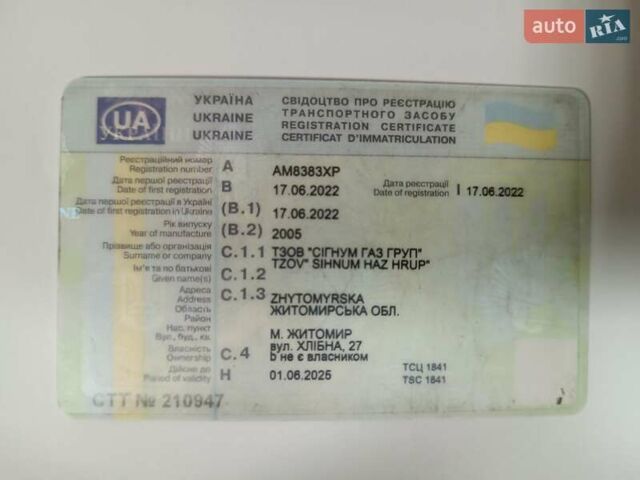 auto RIA.com
УКРАЇНА
UKRAINE
UKRAINE
СВІДОЦТВО ПРО РЕЄСТРАЦІЮ
ТРАНСПОРТНОГО ЗАСОБУ
REGISTRATION CERTIFICATE
CERTIFICAT D'IMMATRICULATION
UA
Реєстраційний номер
Registration number A AM8383XP
Дата першої реєстрації
Date of first registration B 17.06.2022
Дата реєстрації
Date of registration I 17.06.2022
Дата першої реєстрації в Україні
Date of first registration in Ukraine (B.1) 17.06.2022
Рік випуску
Year of manufacture (B.2) 2005
Прізвище або організація
Surname or company C.1.1 ТЗОВ "СІГНУМ ГАЗ ГРУП"
TZOV" SIHNUM HAZ HRUP"
Ім'я та по батькові
Given name(s) C.1.2
Адреса
Address C.1.3 ZHYTOMYRSKA
Область ЖИТОМИРСЬКА ОБЛ.
Район
Нас. пункт М. ЖИТОМИР
Вул., буд., кв. вул. ХЛІБНА, 27
Власність
Ownership C.4 b не є власником
Дійсне до
Period of validity H 01.06.2025
ТСЦ 1841
TSC 1841
СТТ № 210947